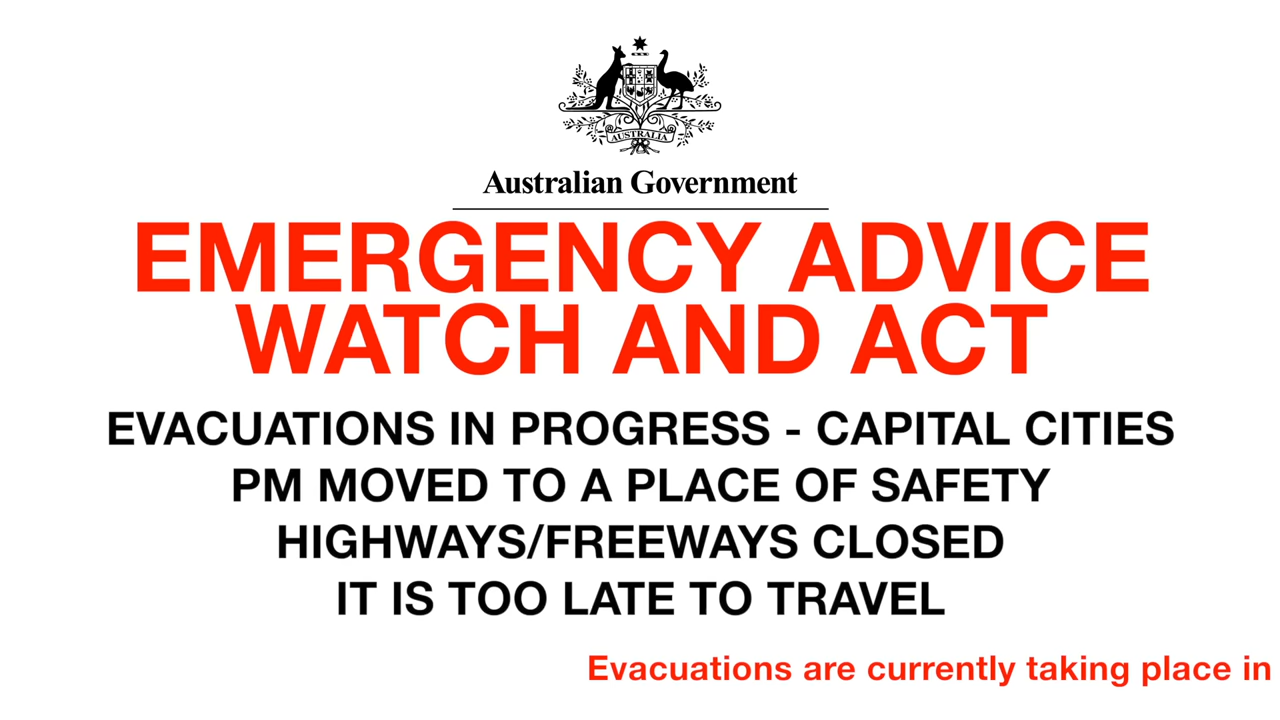 AUSTRALIA
Australian Government
EMERGENCY ADVICE
WATCH AND ACT
EVACUATIONS IN PROGRESS - CAPITAL CITIES
PM MOVED TO A PLACE OF SAFETY
HIGHWAYS/FREEWAYS CLOSED
IT IS TOO LATE TO TRAVEL
Evacuations are currently taking place in